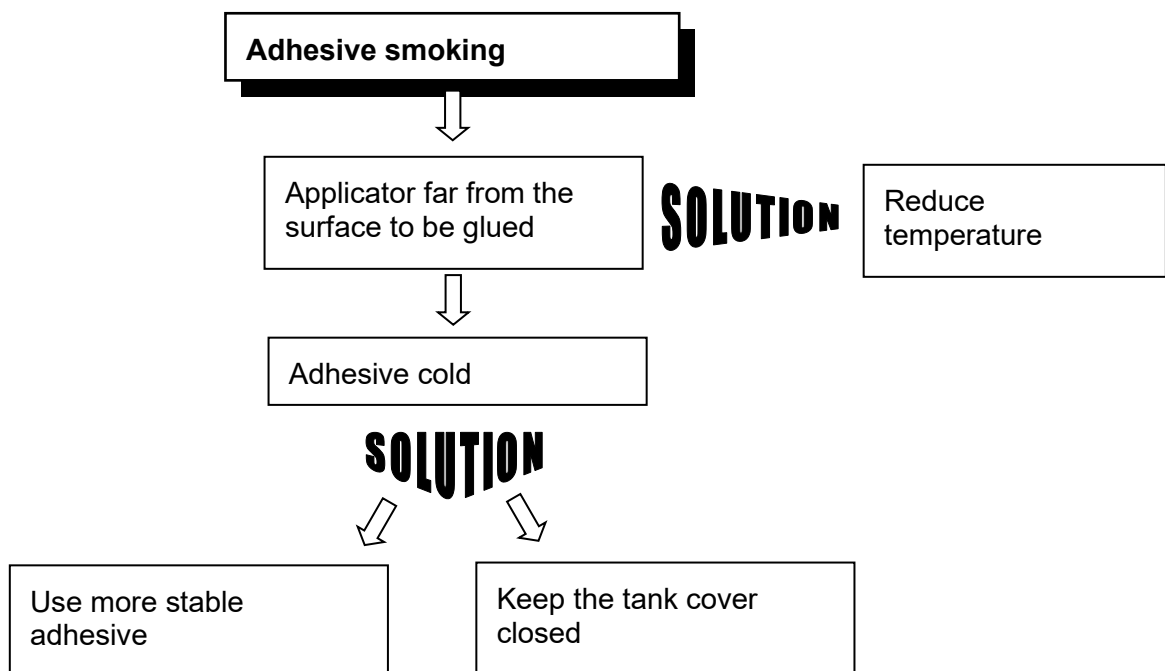 Adhesive smoking
Applicator far from the
surface to be glued
SOLUTION
Reduce
temperature
Adhesive cold
SOLUTION
Use more stable
adhesive
Keep the tank cover
closed